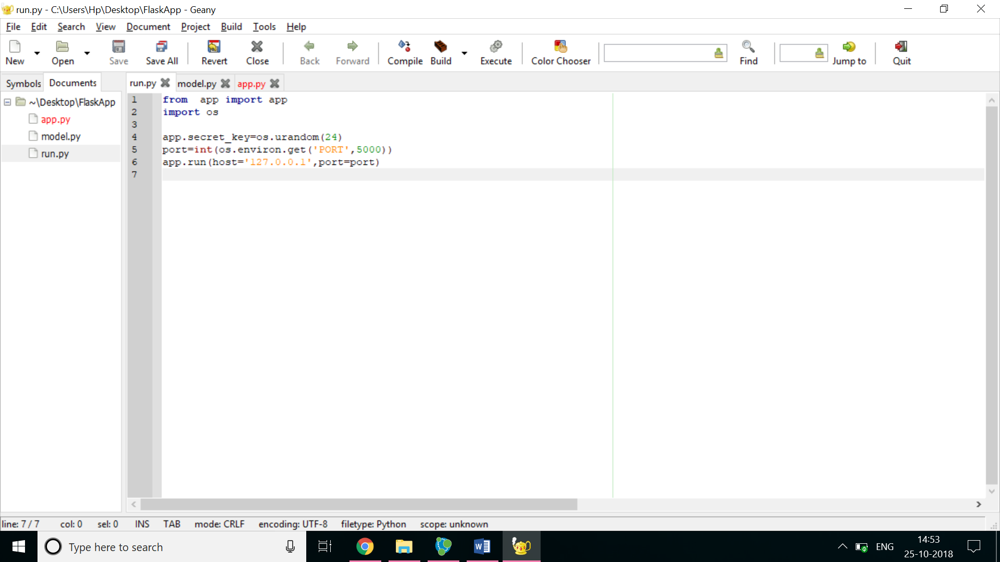 run.py - C:\Users\Hp\Desktop\FlaskApp - Geany
File Edit Search View Document Project Build Tools Help
New Open Save Save All Revert Close Back Forward Compile Build Execute Color Chooser Find Jump to Quit
Symbols Documents run.py model.py app.py
~\Desktop\FlaskApp
app.py
model.py
run.py
1 from  app import app
2 import os
3
4 app.secret_key=os.urandom(24)
5 port=int(os.environ.get('PORT',5000))
6 app.run(host='127.0.0.1',port=port)
7
line: 7 / 7 col: 0 sel: 0 INS TAB mode: CRLF encoding: UTF-8 filetype: Python scope: unknown
Type here to search
ENG
14:53
25-10-2018